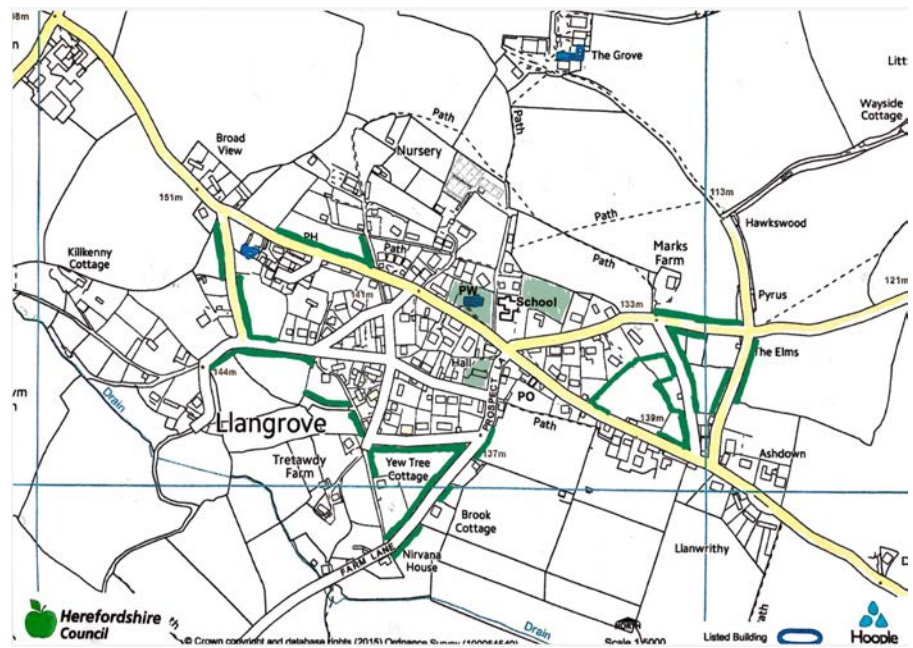 The Grove
Wayside
Cottage
Path
Path
Broad
View
Nursery
113m
151m
Path
Hawkswood
PH
Killkenny
Cottage
Path
Path
Marks
Farm
121m
141m
PW
School
133m
Pyrus
The Elms
Hall
144m
PO
Drain
139m
PROSPECT
Llangrove
Path
137m
Ashdown
Tretawdy
Farm
Yew Tree
Cottage
Brook
Cottage
Llanwrithy
Nirvana
House
FARM LANE
Path
Herefordshire
Council
Drain
© Crown copyright and database rights (2015) Ordnance Survey
Scale 1:5000
Listed Building
Hoople